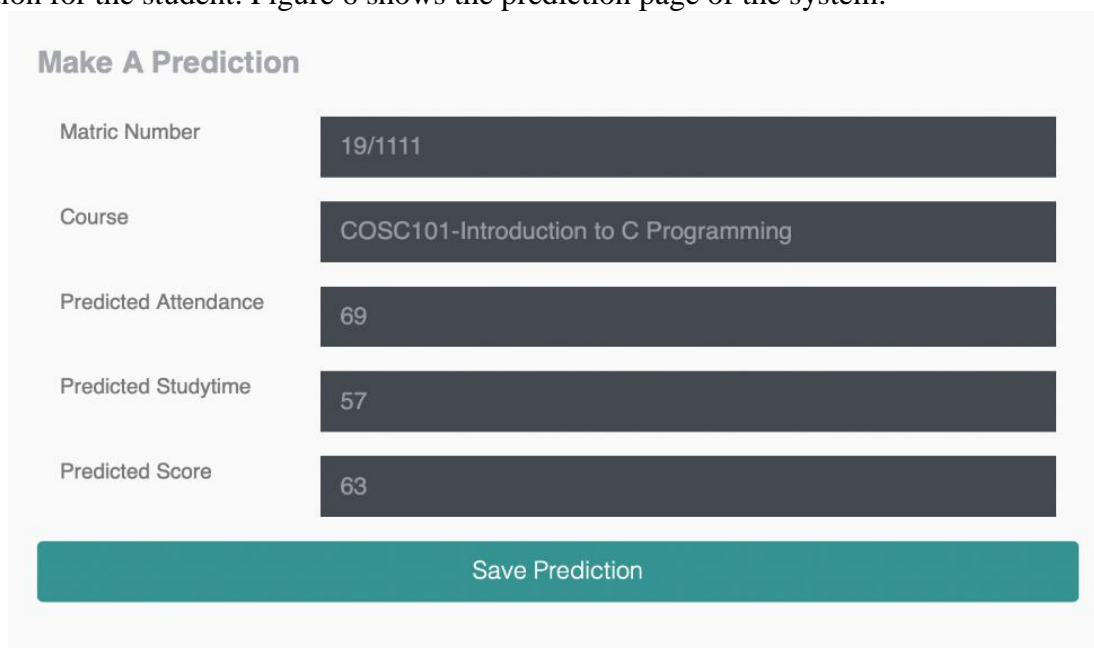 for the student. Figure 6 shows the prediction page of the system.
Make A Prediction
Matric Number
19/1111
Course
COSC101-Introduction to C Programming
Predicted Attendance
69
Predicted Studytime
57
Predicted Score
63
Save Prediction